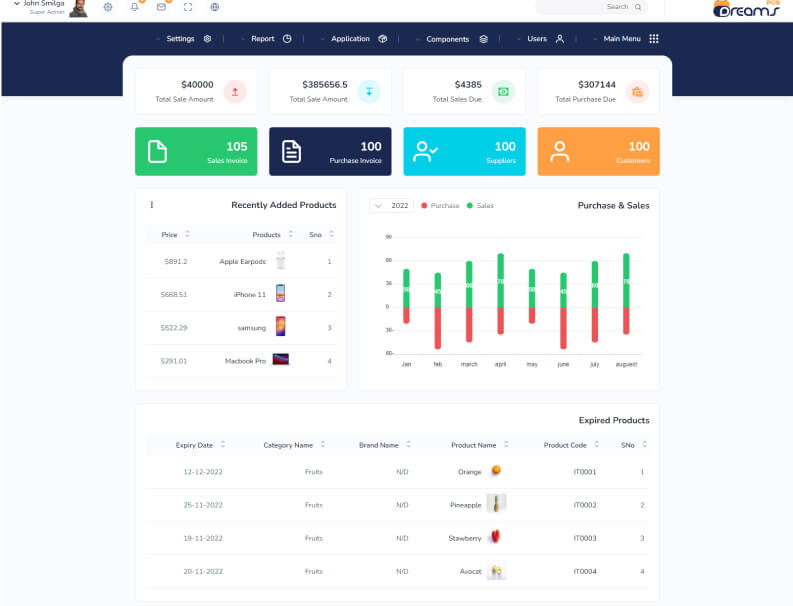 John Smilga
Super Admin
Search
DReamS
POS
Settings
Report
Application
Components
Users
Main Menu
$40000
Total Sale Amount
$385656.5
Total Sale Amount
$4385
Total Sales Due
$307144
Total Purchase Due
105
Sales Invoice
100
Purchase Invoice
100
Suppliers
100
Customers
Recently Added Products
Price Products Sno
$891.2 Apple Earpods 1
$668.51 iPhone 11 2
$522.29 samsung 3
$291.01 Macbook Pro 4
2022 Purchase Sales Purchase & Sales
90
60
30
0
30-
60-
50 45 60 70 50 45 60 70
Jan feb march april may june july auguest
Expired Products
Expiry Date Category Name Brand Name Product Name Product Code SNo
12-12-2022 Fruits N/D Orange IT0001 1
25-11-2022 Fruits N/D Pineapple IT0002 2
19-11-2022 Fruits N/D Stawberry IT0003 3
20-11-2022 Fruits N/D Avocat IT0004 4